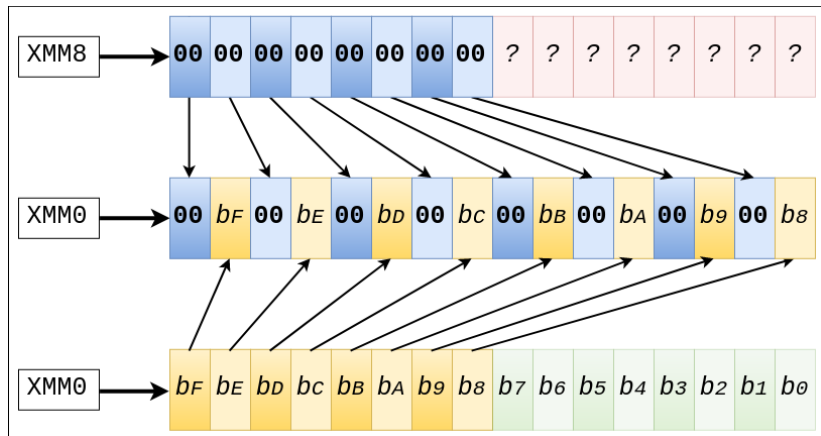 XMM8 00 00 00 00 00 00 00 00 ? ? ? ? ? ? ? ?
XMM0 00 bF 00 bE 00 bD 00 bC 00 bB 00 bA 00 b9 00 b8
XMM0 bF bE bD bC bB bA b9 b8 b7 b6 b5 b4 b3 b2 b1 b0